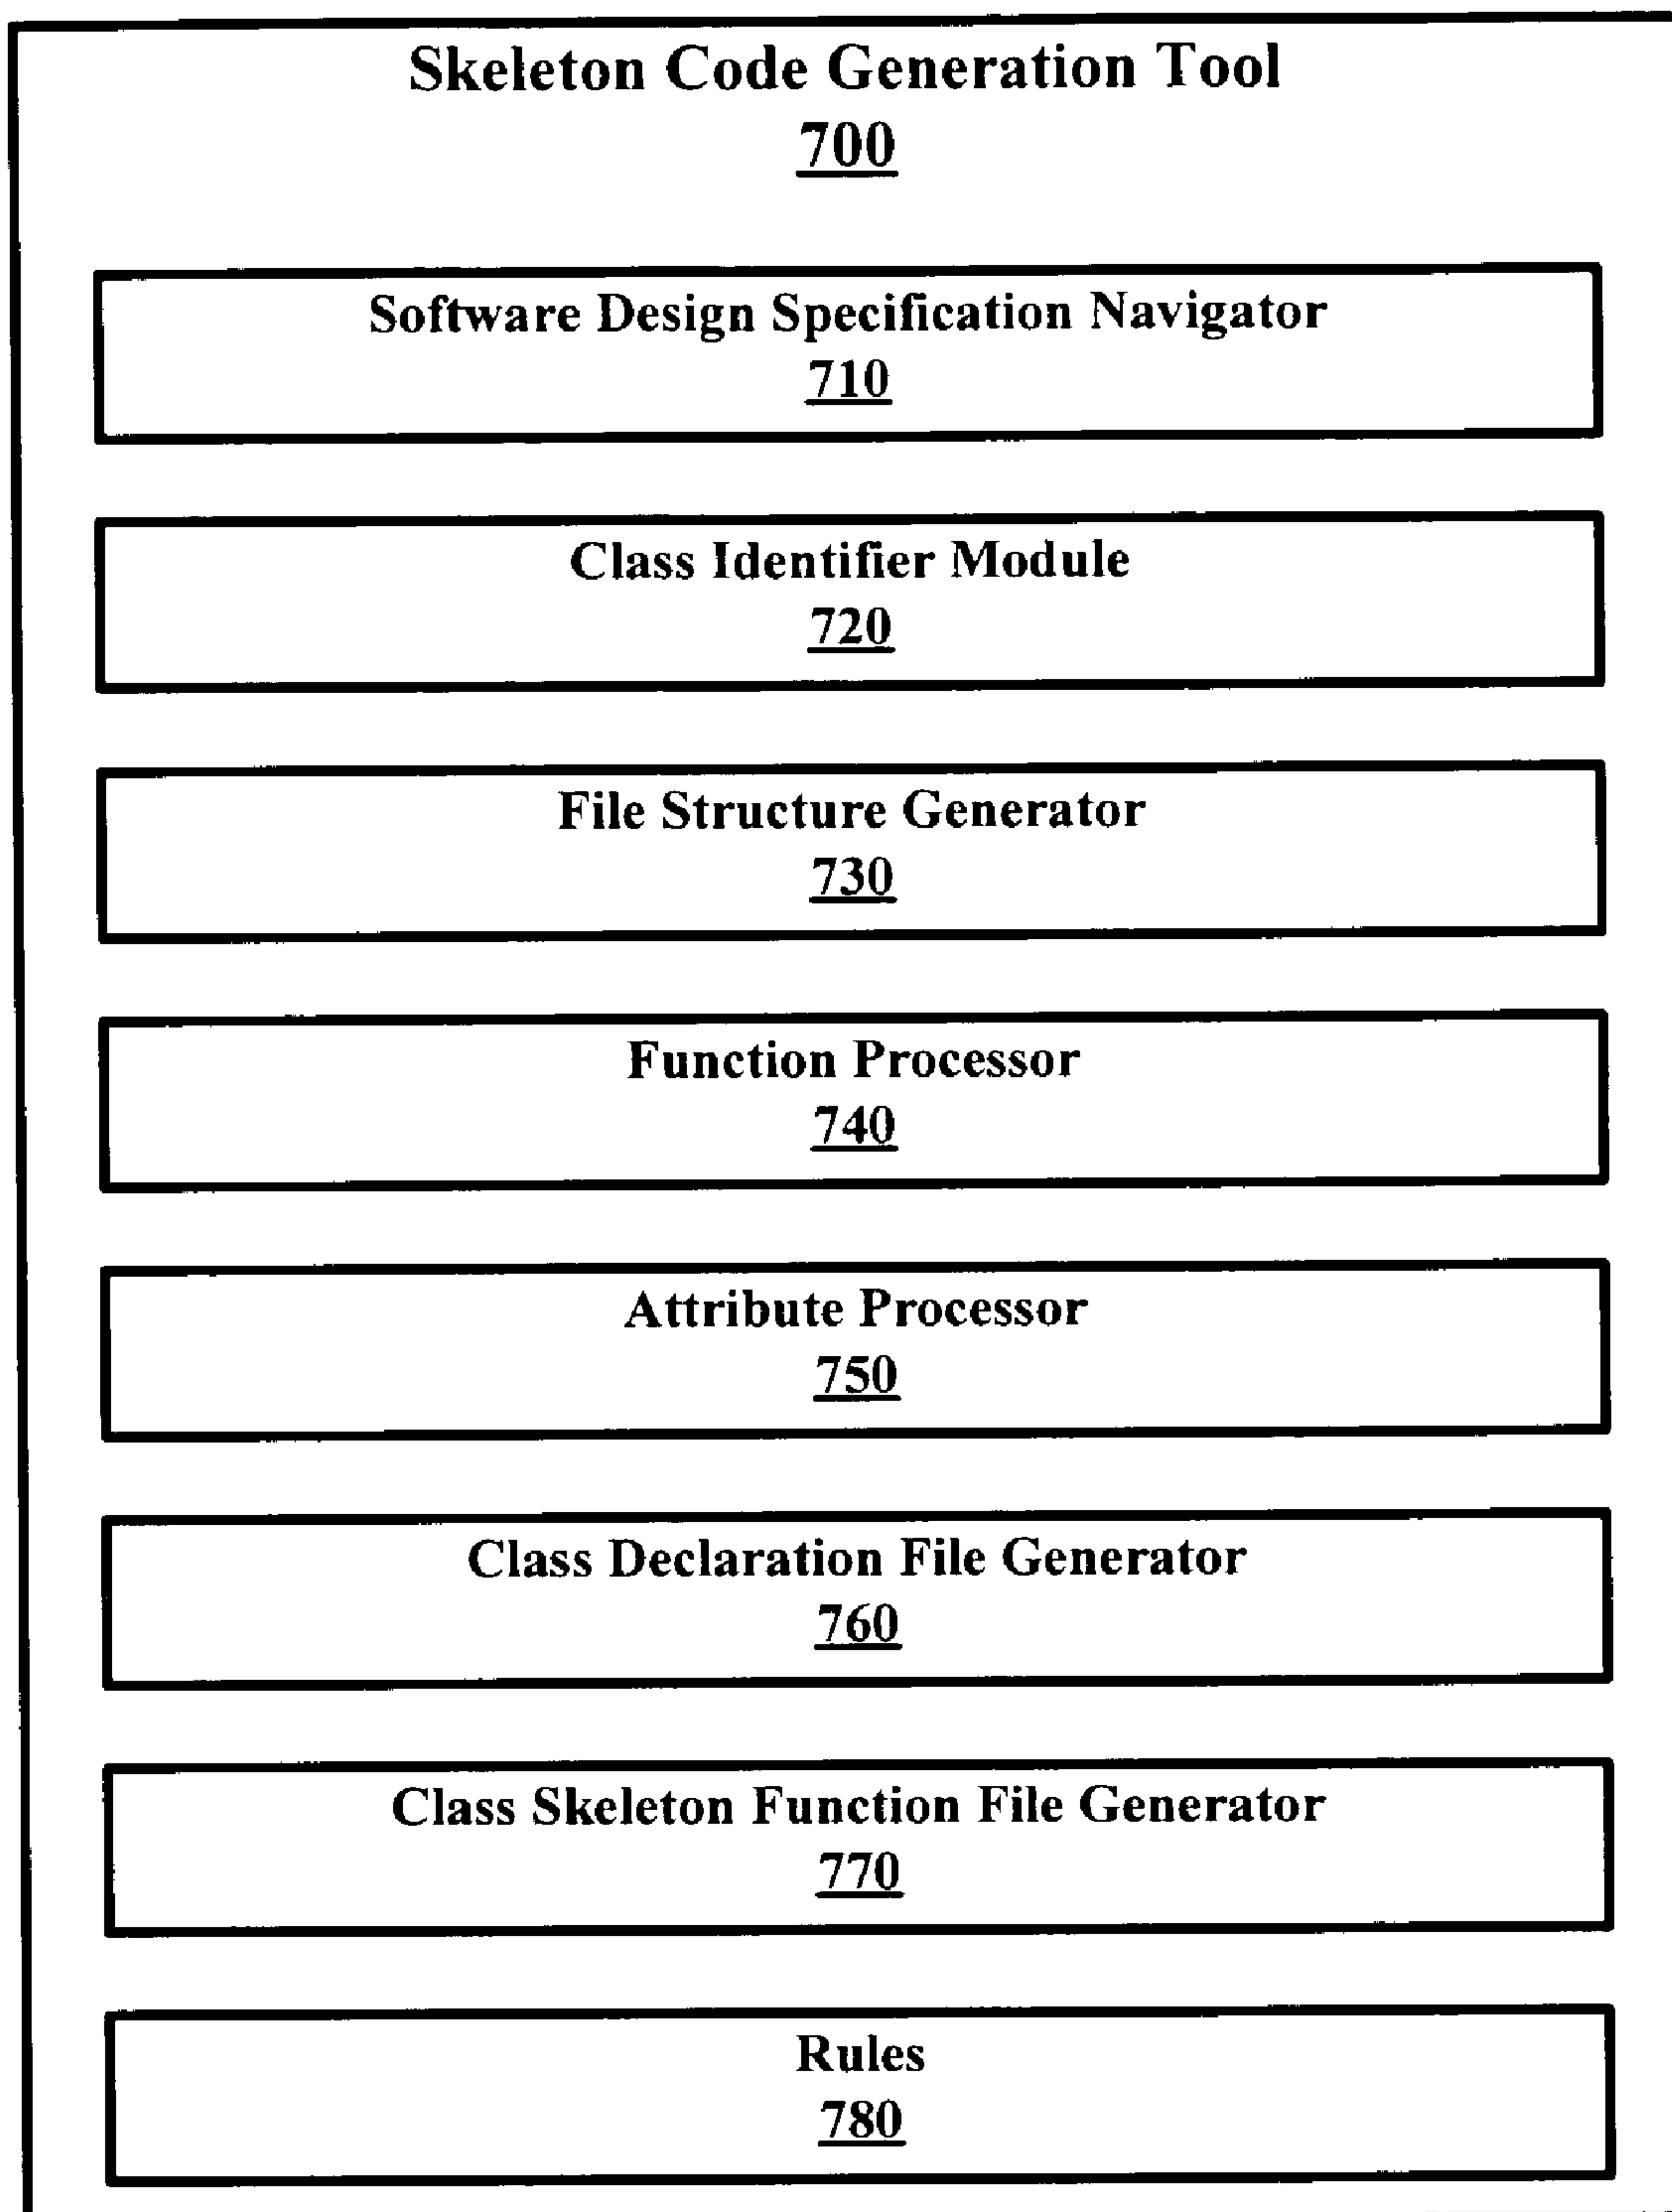 Skeleton Code Generation Tool
700
Software Design Specification Navigator
710
Class Identifier Module
720
File Structure Generator
730
Function Processor
740
Attribute Processor
750
Class Declaration File Generator
760
Class Skeleton Function File Generator
770
Rules
780